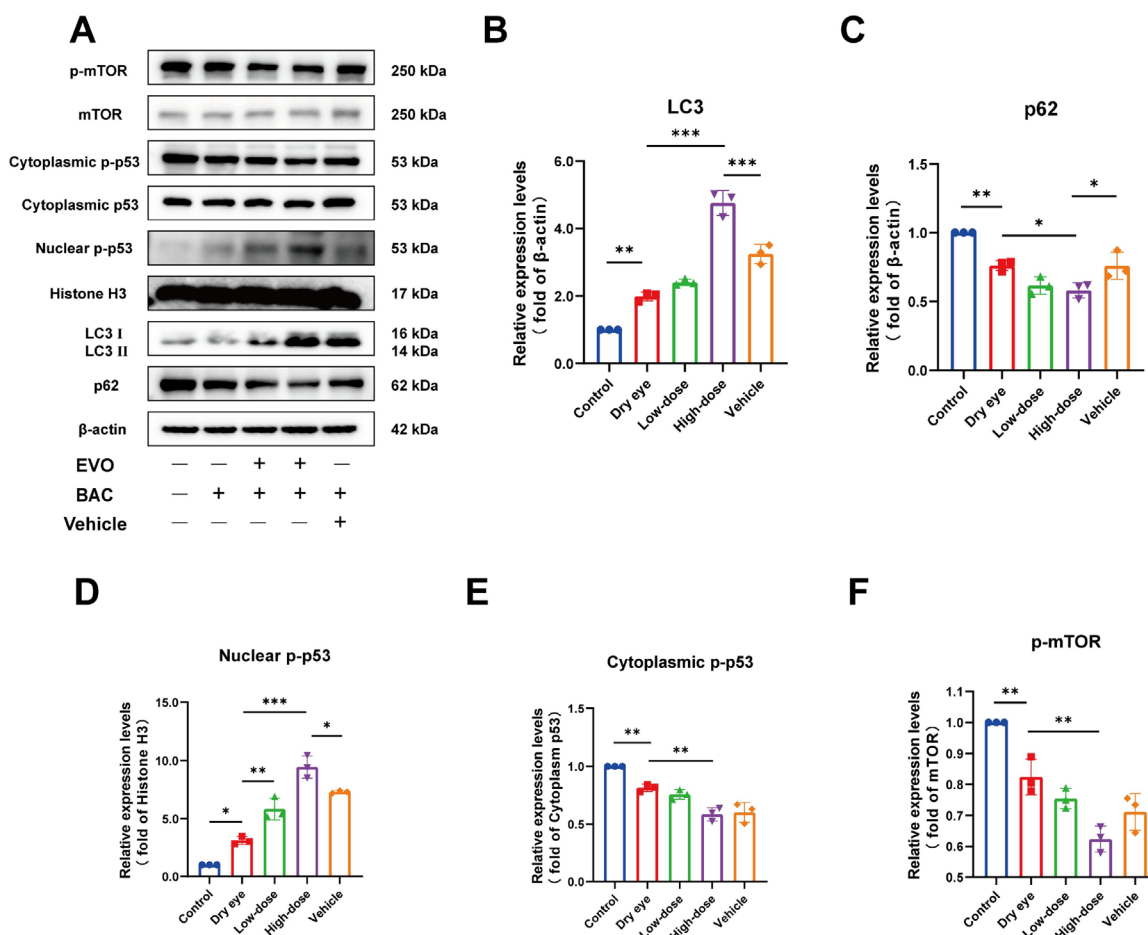 A
p-mTOR 250 kDa
mTOR 250 kDa
Cytoplasmic p-p53 53 kDa
Cytoplasmic p53 53 kDa
Nuclear p-p53 53 kDa
Histone H3 17 kDa
LC3 I 16 kDa
LC3 II 14 kDa
p62 62 kDa
β-actin 42 kDa
EVO — — + + —
BAC — + + + +
Vehicle — — — — +
B
LC3
Relative expression levels
( fold of β-actin)
6.0
4.0
2.0
0.0
**
***
***
Control
Dry eye
Low-dose
High-dose
Vehicle
C
p62
Relative expression levels
( fold of β-actin)
1.5
1.0
0.5
0.0
**
*
*
Control
Dry eye
Low-dose
High-dose
Vehicle
D
Nuclear p-p53
Relative expression levels
( fold of Histone H3)
15.0
10.0
5.0
0.0
*
**
***
*
Control
Dry eye
Low-dose
High-dose
Vehicle
E
Cytoplasmic p-p53
Relative expression levels
(fold of Cytoplasm p53)
1.5
1.0
0.5
0.0
**
**
Control
Dry eye
Low-dose
High-dose
Vehicle
F
p-mTOR
Relative expression levels
( fold of mTOR)
1.1
1.0
0.9
0.8
0.7
0.6
0.5
**
**
Control
Dry eye
Low-dose
High-dose
Vehicle